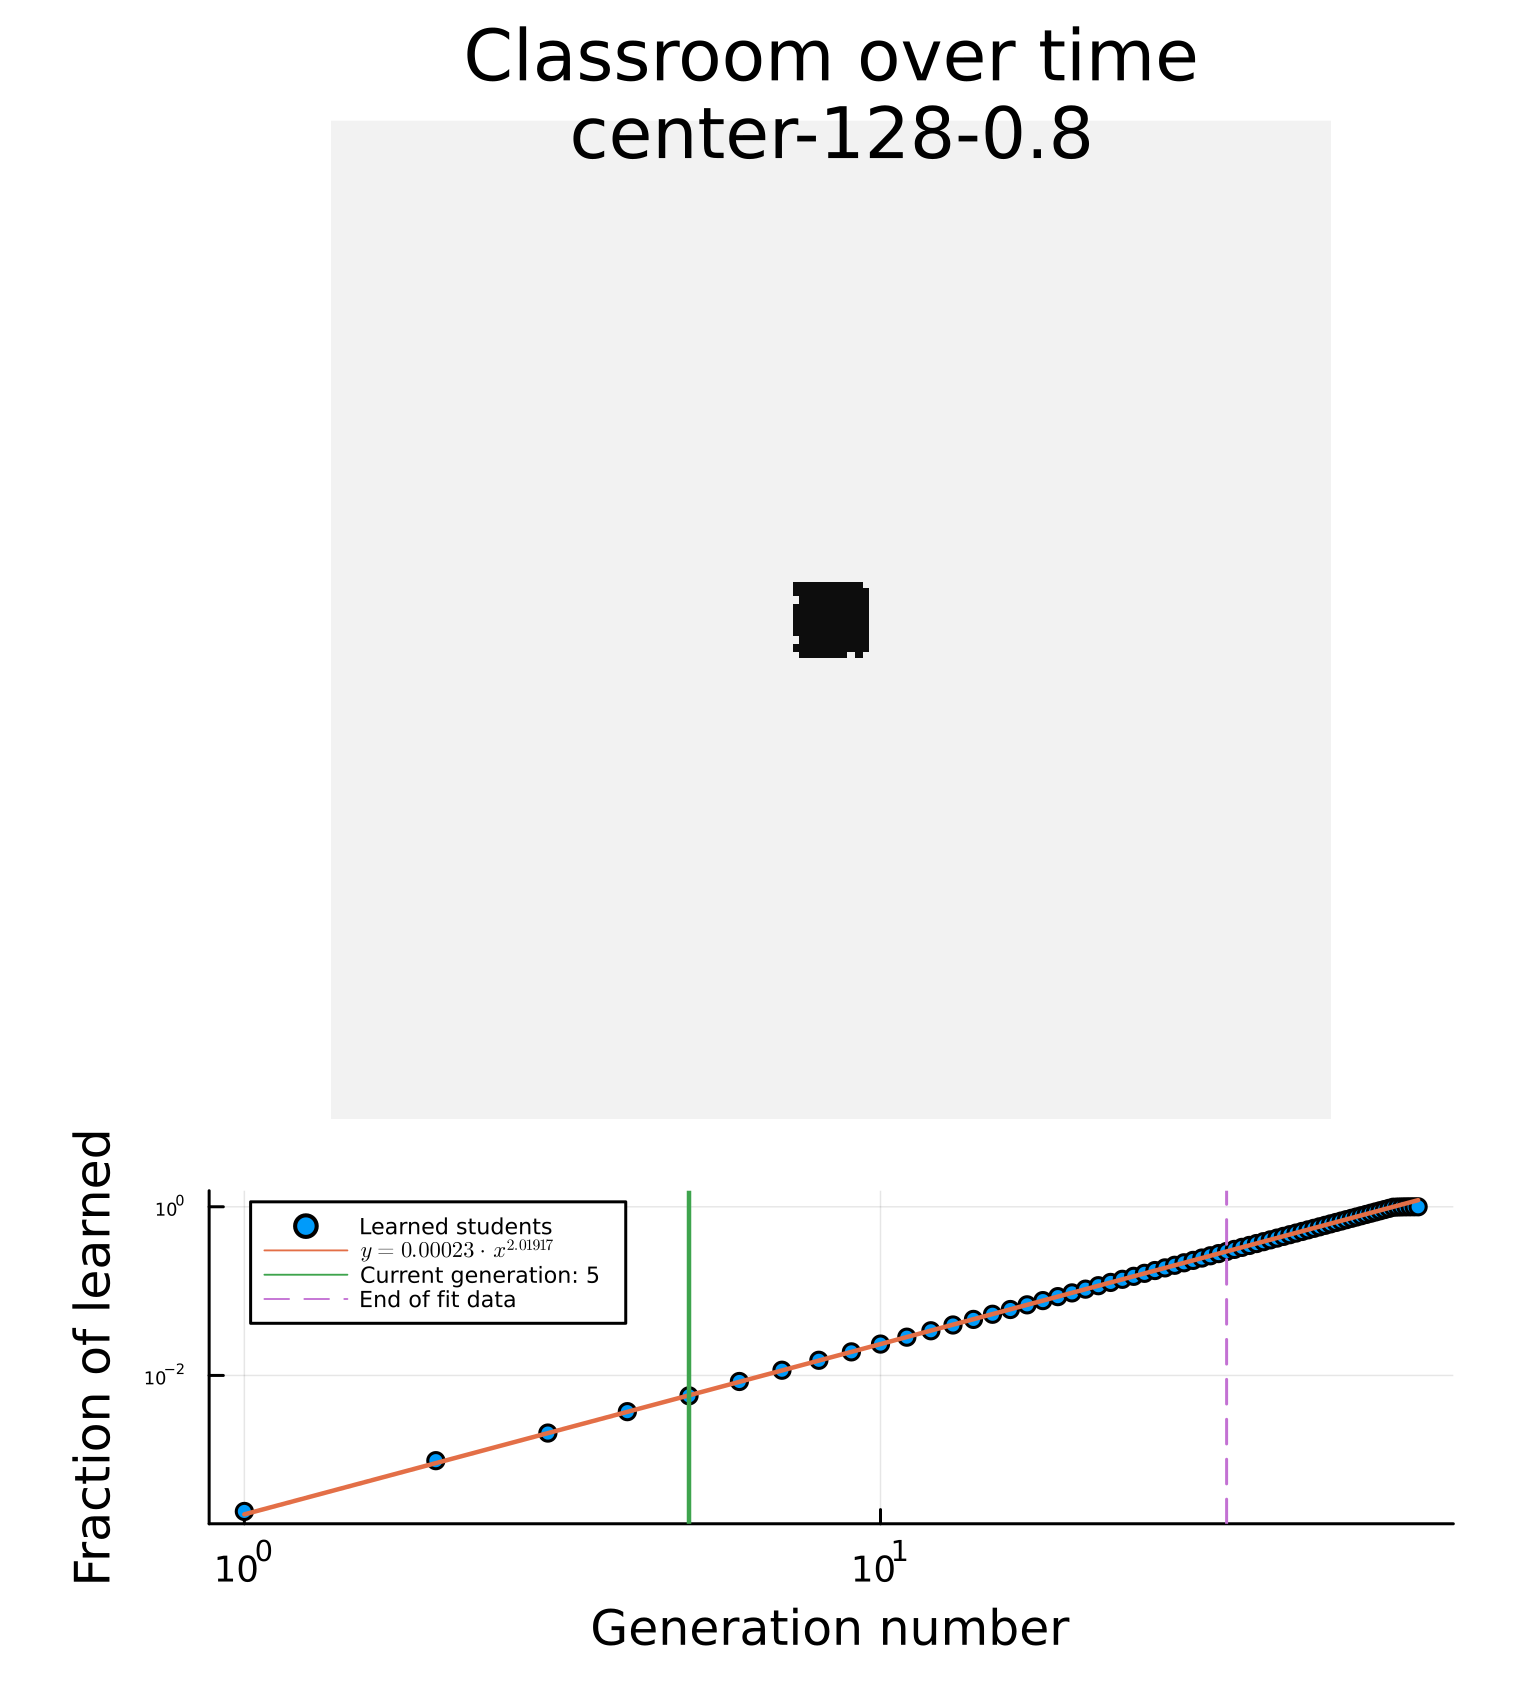 Classroom over time
center-128-0.8
Fraction of learned
10⁰
10⁻²
Learned students
y = 0.00023 · x^2.01917
Current generation: 5
End of fit data
10⁰
10¹
Generation number